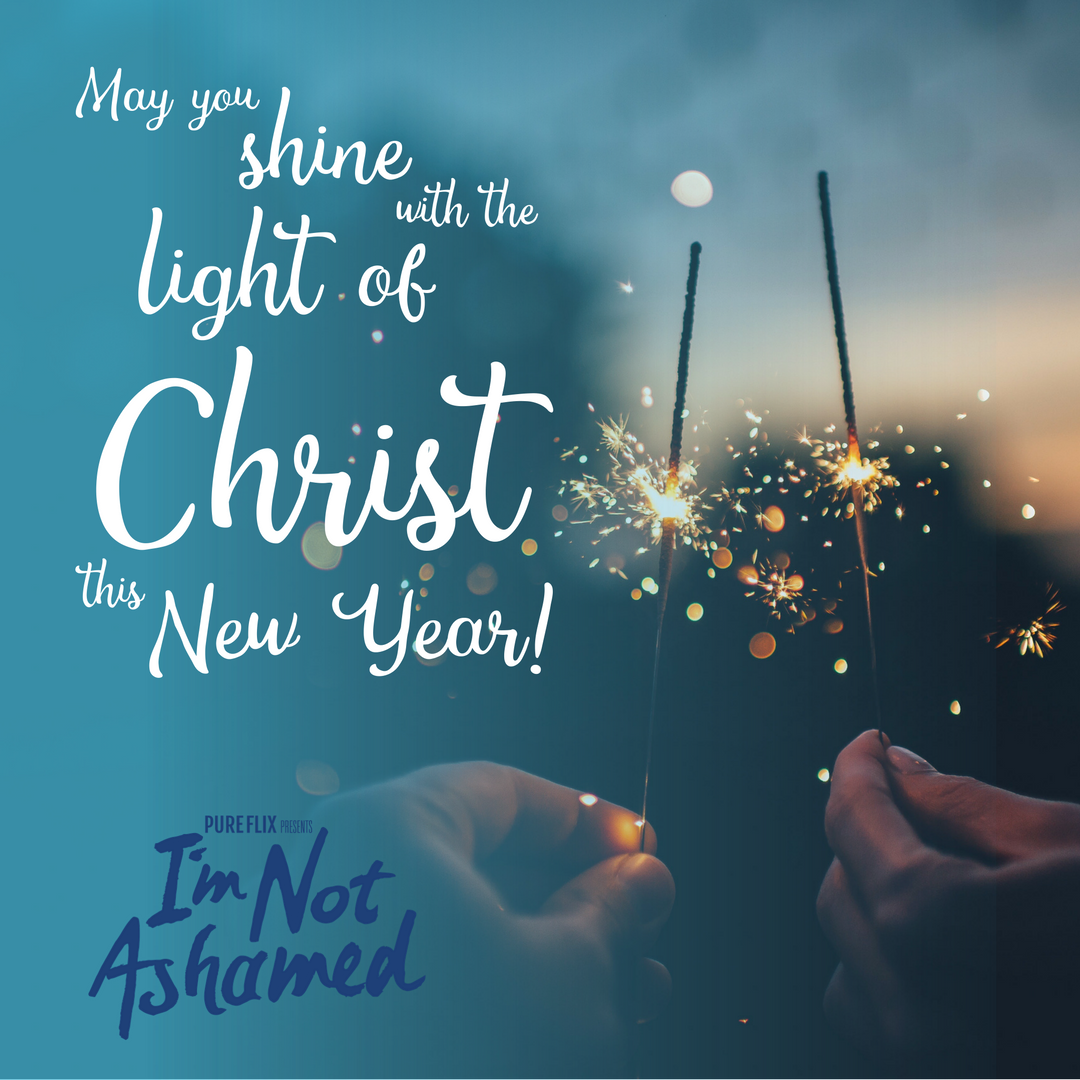 May you
shine
with the
light of
Christ
this
New Year!
PURE FLIX PRESENTS
I'm Not
Ashamed